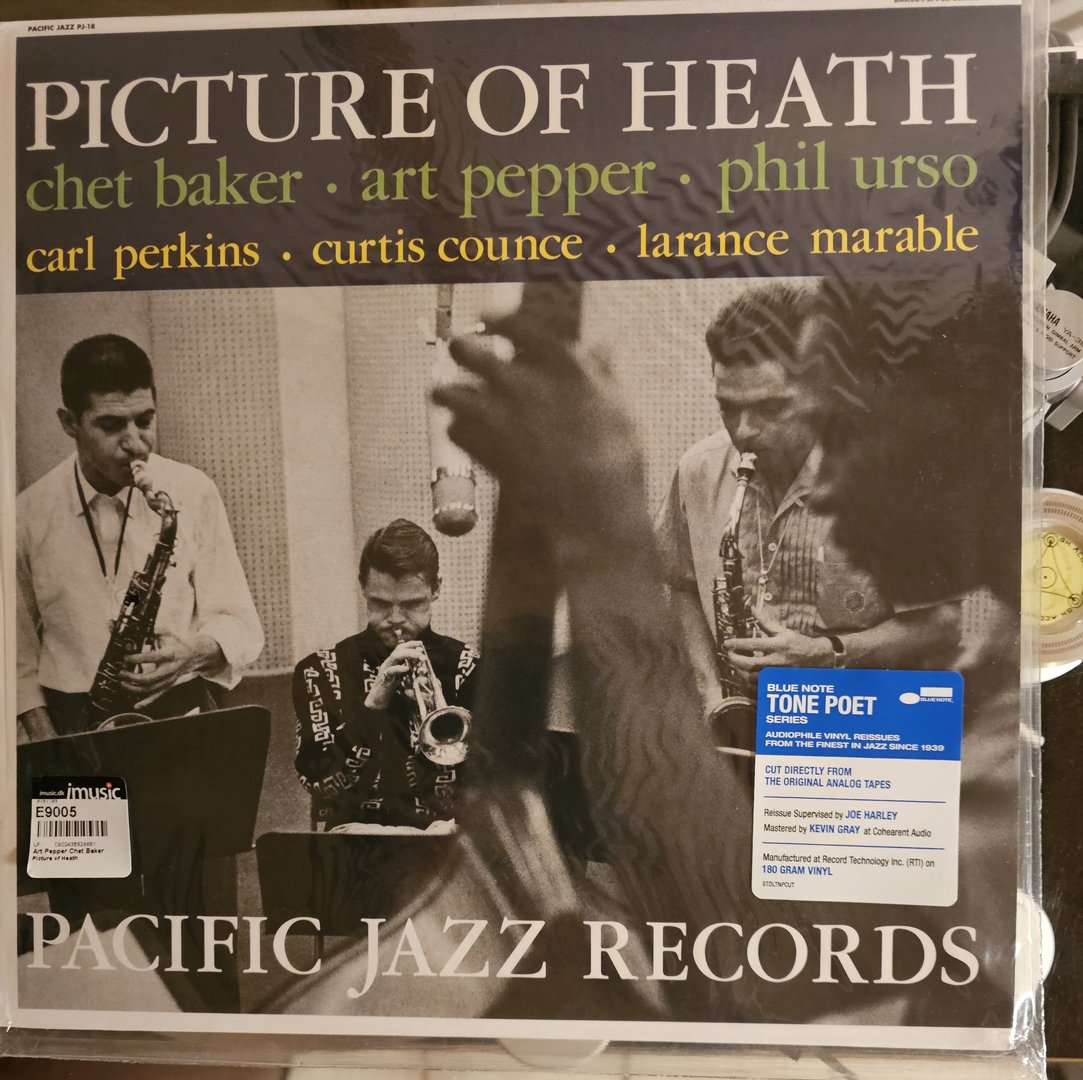 PACIFIC JAZZ PJ-18
PICTURE OF HEATH
chet baker · art pepper · phil urso
carl perkins · curtis counce · larance marable
BLUE NOTE
TONE POET
SERIES
BLUE NOTE
AUDIOPHILE VINYL REISSUES
FROM THE FINEST IN JAZZ SINCE 1939
CUT DIRECTLY FROM
THE ORIGINAL ANALOG TAPES
Reissue Supervised by JOE HARLEY
Mastered by KEVIN GRAY at Cohearent Audio
Manufactured at Record Technology Inc. (RTI) on
180 GRAM VINYL
STDLTNPCUT
imusic.dk imusic
E9005
LP
Art Pepper Chet Baker
Picture of Heath
PACIFIC JAZZ RECORDS